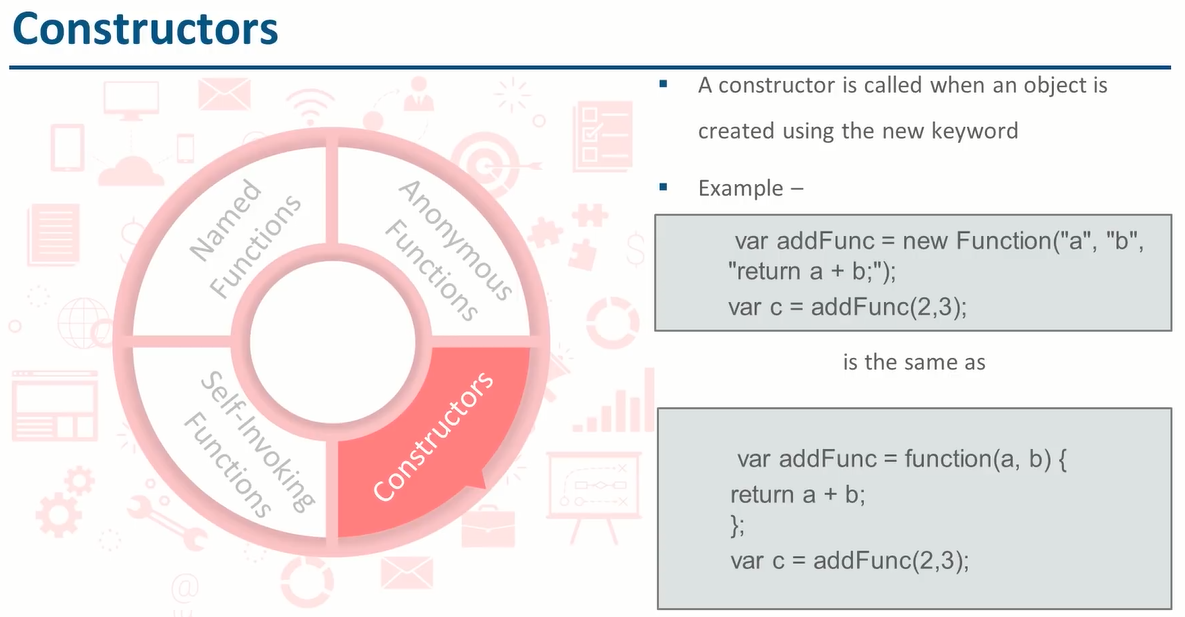 Constructors
Named
Functions
Anonymous
Functions
Self-Invoking
Functions
Constructors
▪ A constructor is called when an object is
created using the new keyword
▪ Example –
var addFunc = new Function("a", "b",
"return a + b;");
var c = addFunc(2,3);
is the same as
var addFunc = function(a, b) {
return a + b;
};
var c = addFunc(2,3);